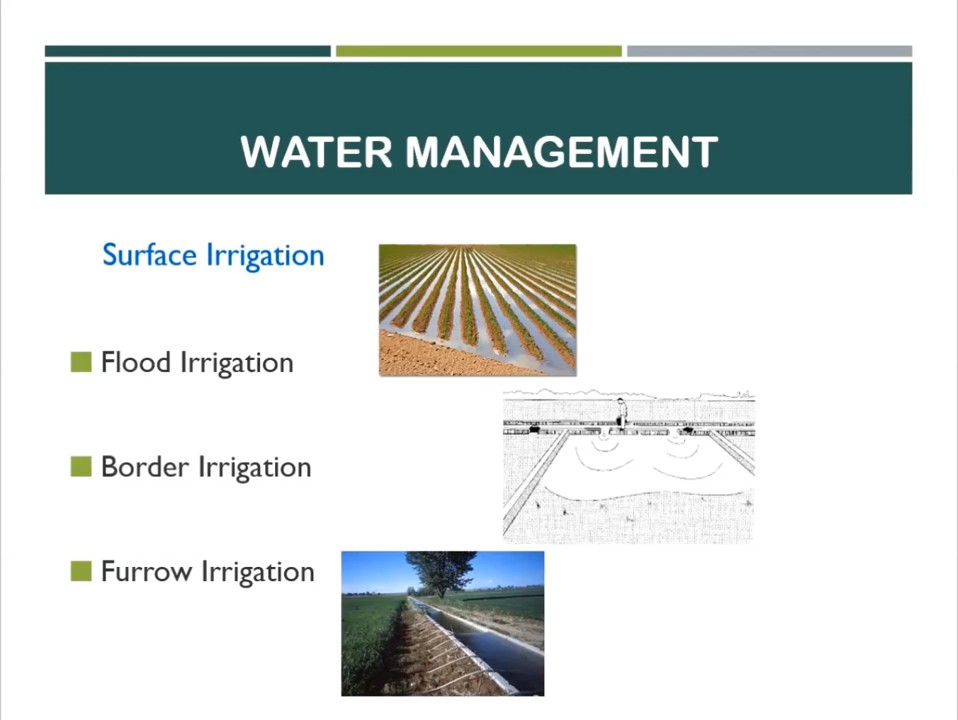 WATER MANAGEMENT
Surface Irrigation
Flood Irrigation
Border Irrigation
Furrow Irrigation